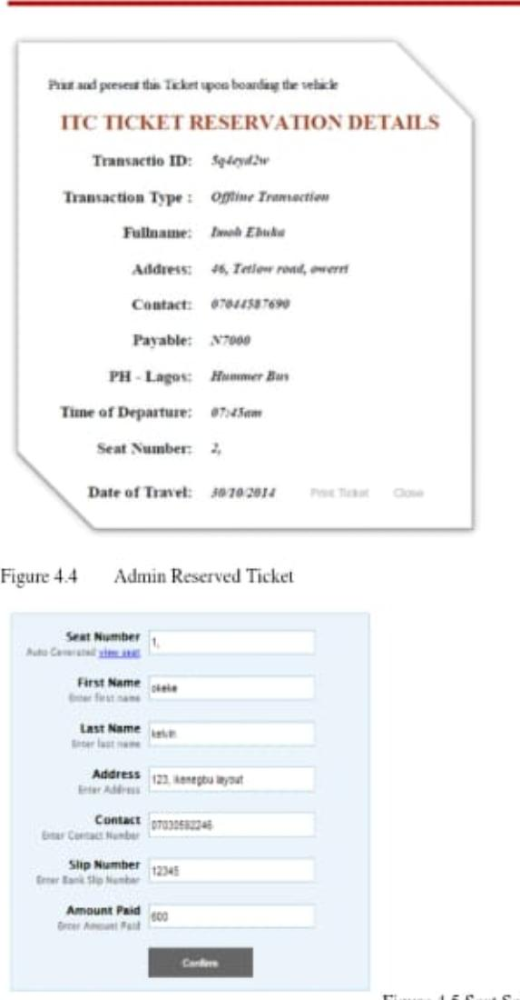 Print and present this Ticket upon boarding the vehicle
ITC TICKET RESERVATION DETAILS
Transactio ID: 5q4eyd2w
Transaction Type : Offline Transaction
Fullname: Imoh Ebuka
Address: 46, Tetlow road, owerri
Contact: 07044587690
Payable: N7000
PH - Lagos: Hummer Bus
Time of Departure: 07:45am
Seat Number: 2,
Date of Travel: 30/10/2014 Print Ticket Close
Figure 4.4 Admin Reserved Ticket
Seat Number 1,
Auto Generated view seat
First Name okeke
Enter first name
Last Name kelvin
Enter last name
Address 123, ikenegbu layout
Enter Address
Contact 07030592246
Enter Contact Number
Slip Number 12345
Enter Bank Slip Number
Amount Paid 600
Enter Amount Paid
Confirm
Figure 4.5 Seat